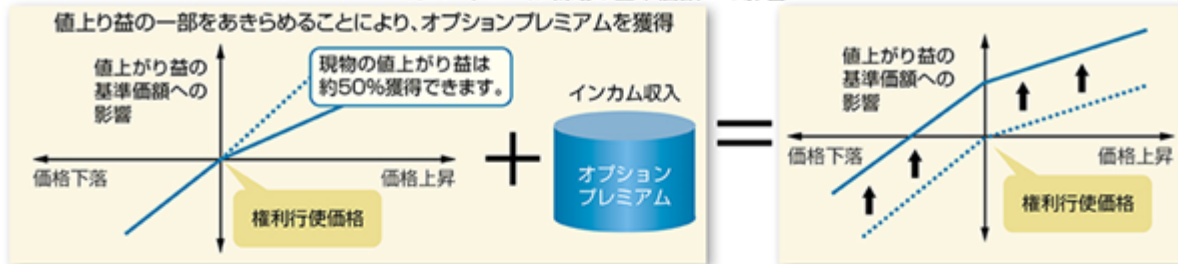 値上り益の一部をあきらめることにより、オプションプレミアムを獲得
値上がり益の
基準価額への
影響
現物の値上がり益は
約50%獲得できます。
価格下落
価格上昇
権利行使価格
インカム収入
オプション
プレミアム
値上がり益の
基準価額への
影響
価格下落
価格上昇
権利行使価格